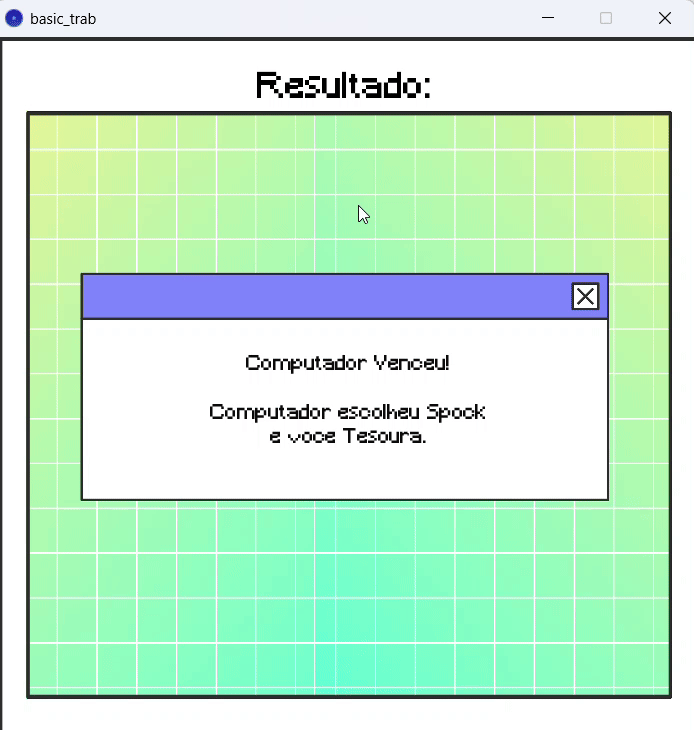 basic_trab
Resultado:
Computador Venceu!
Computador escolheu Spock
e voce Tesoura.